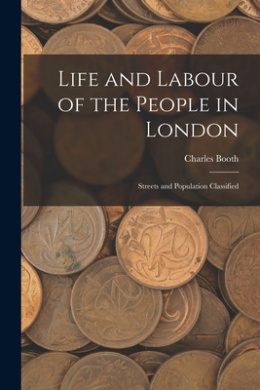 Life and Labour
of the People in
London
Charles Booth
Streets and Population Classified